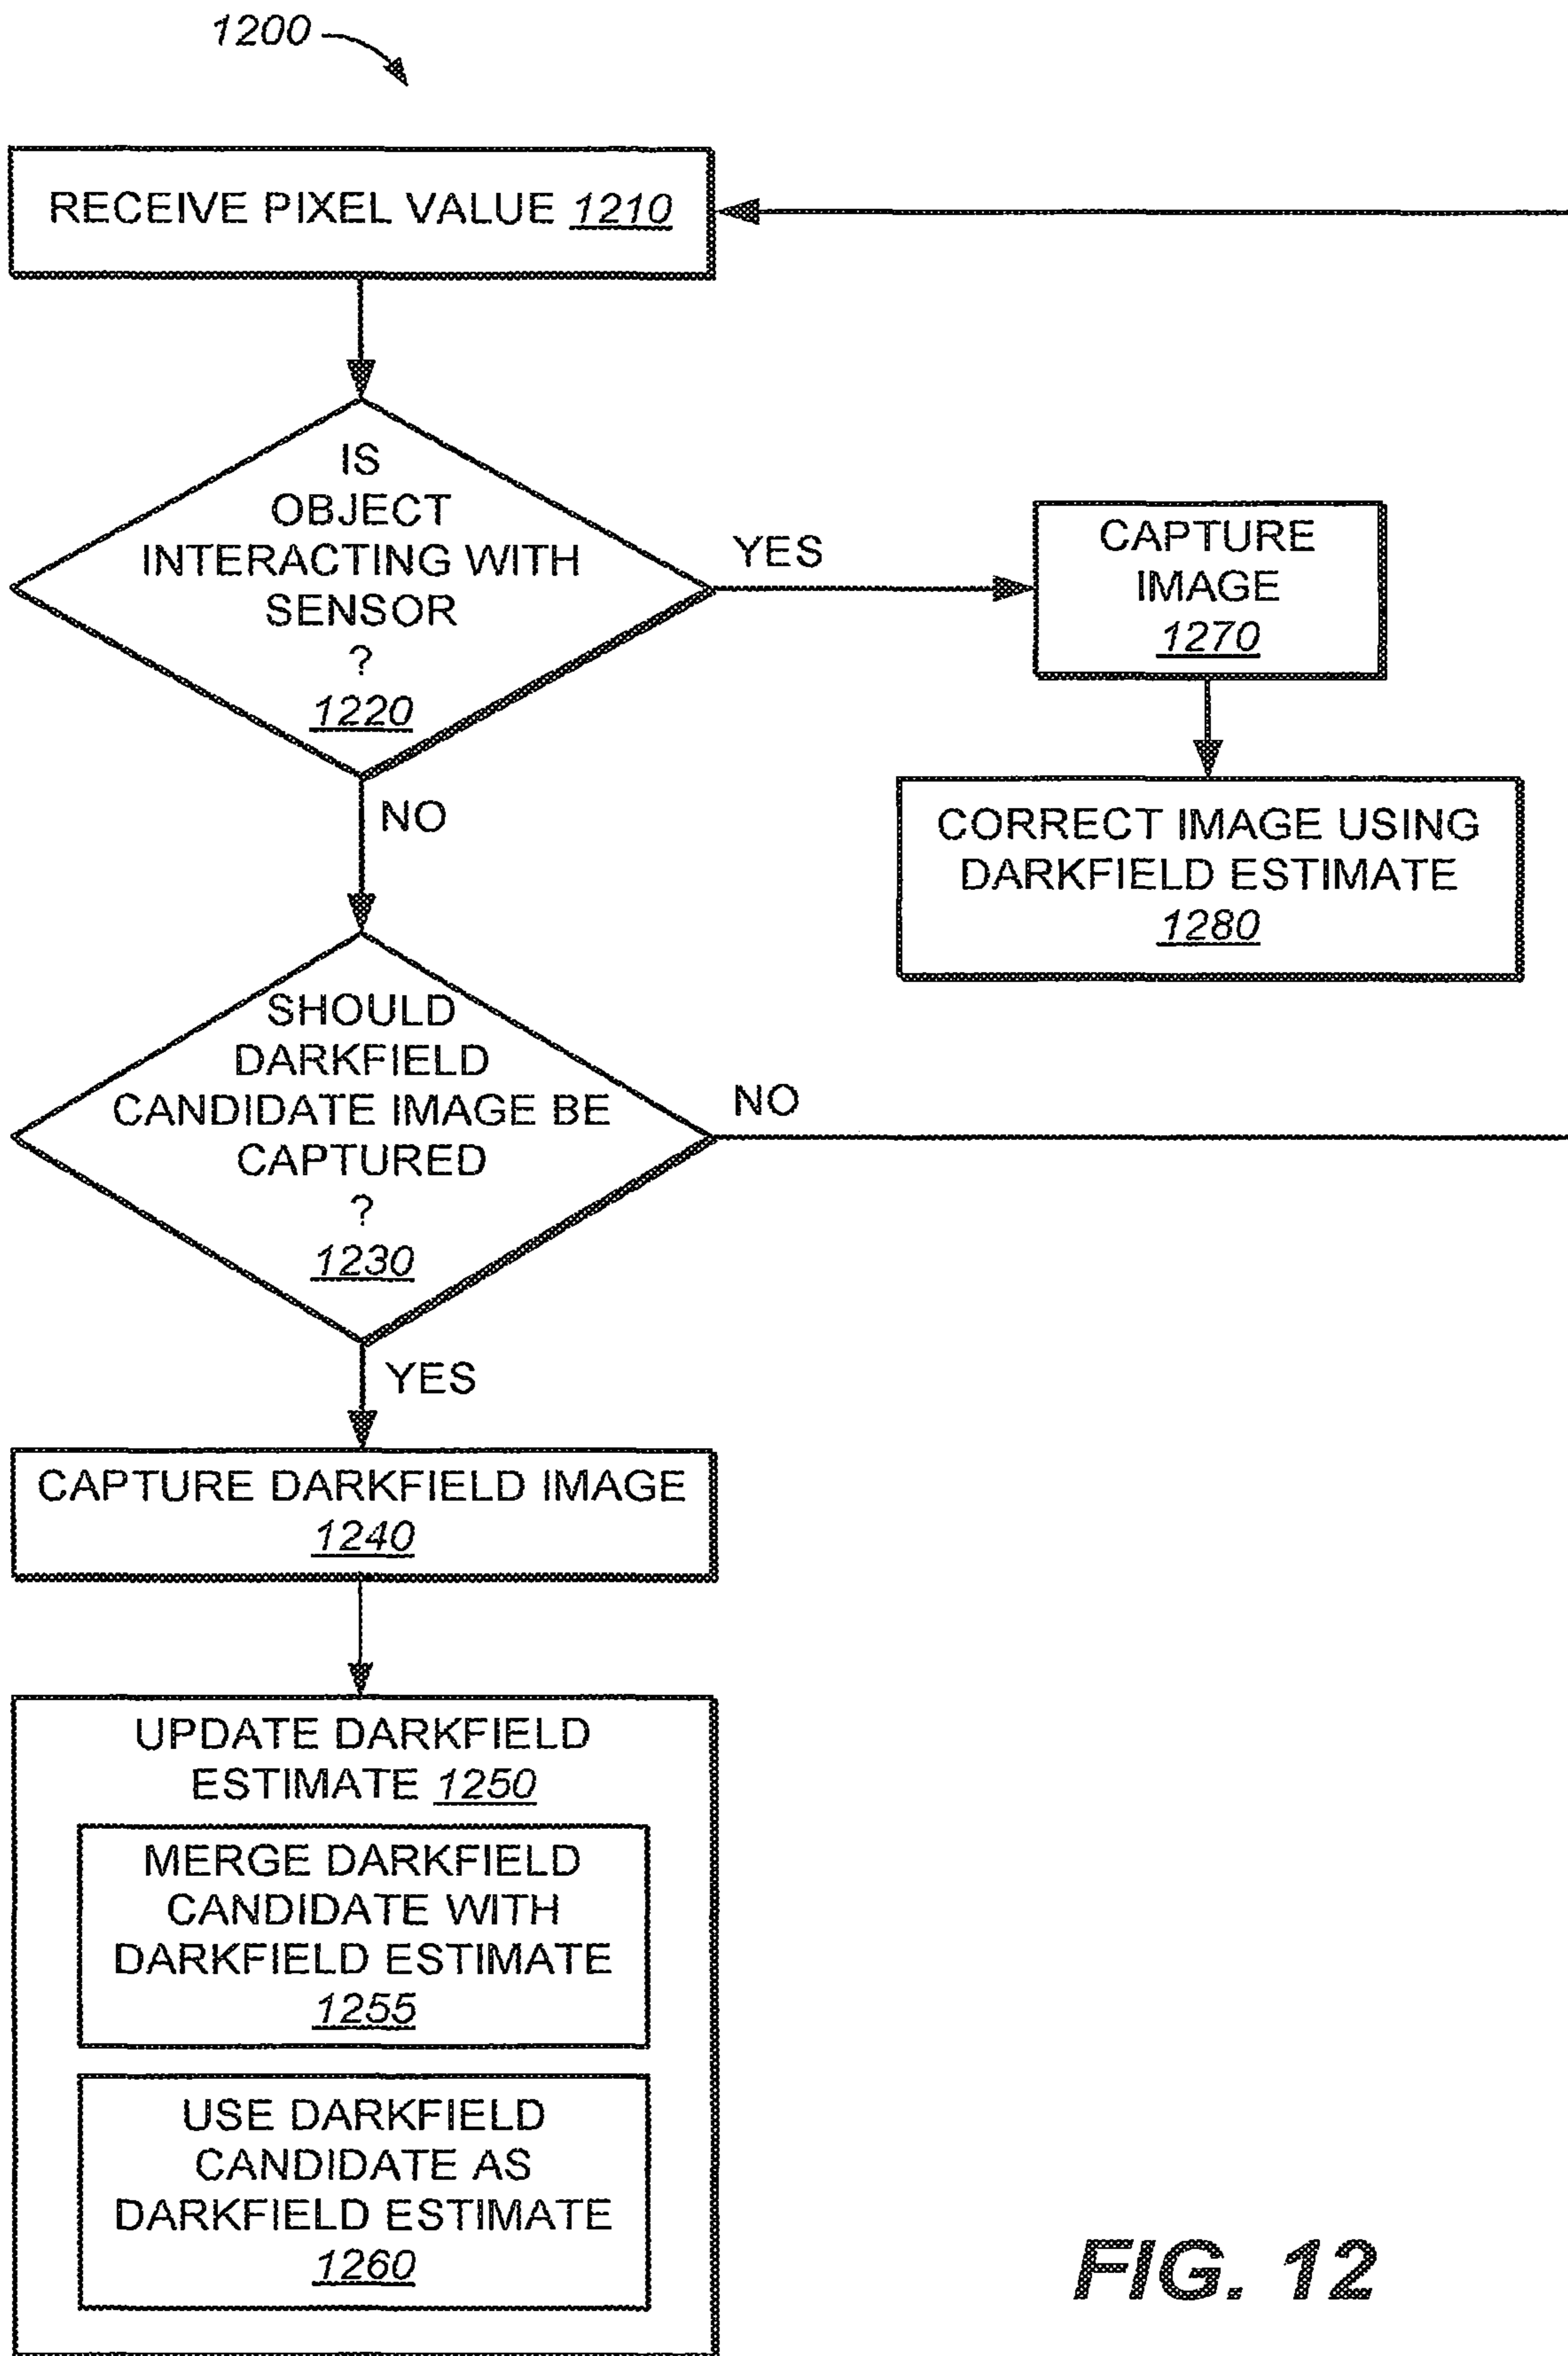 1200
RECEIVE PIXEL VALUE 1210
IS
OBJECT
INTERACTING WITH
SENSOR
?
1220
YES
CAPTURE
IMAGE
1270
NO
CORRECT IMAGE USING
DARKFIELD ESTIMATE
1280
SHOULD
DARKFIELD
CANDIDATE IMAGE BE
CAPTURED
?
1230
NO
YES
CAPTURE DARKFIELD IMAGE
1240
UPDATE DARKFIELD
ESTIMATE 1250
MERGE DARKFIELD
CANDIDATE WITH
DARKFIELD ESTIMATE
1255
USE DARKFIELD
CANDIDATE AS
DARKFIELD ESTIMATE
1260
FIG. 12